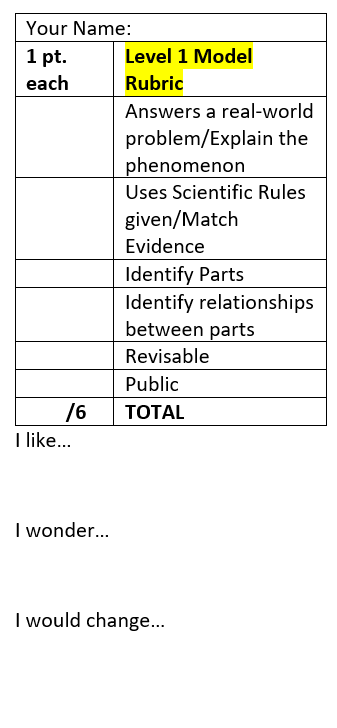 Your Name:
1 pt. Level 1 Model
each Rubric
Answers a real-world
problem/Explain the
phenomenon
Uses Scientific Rules
given/Match
Evidence
Identify Parts
Identify relationships
between parts
Revisable
Public
/6 TOTAL
I like...
I wonder...
I would change...